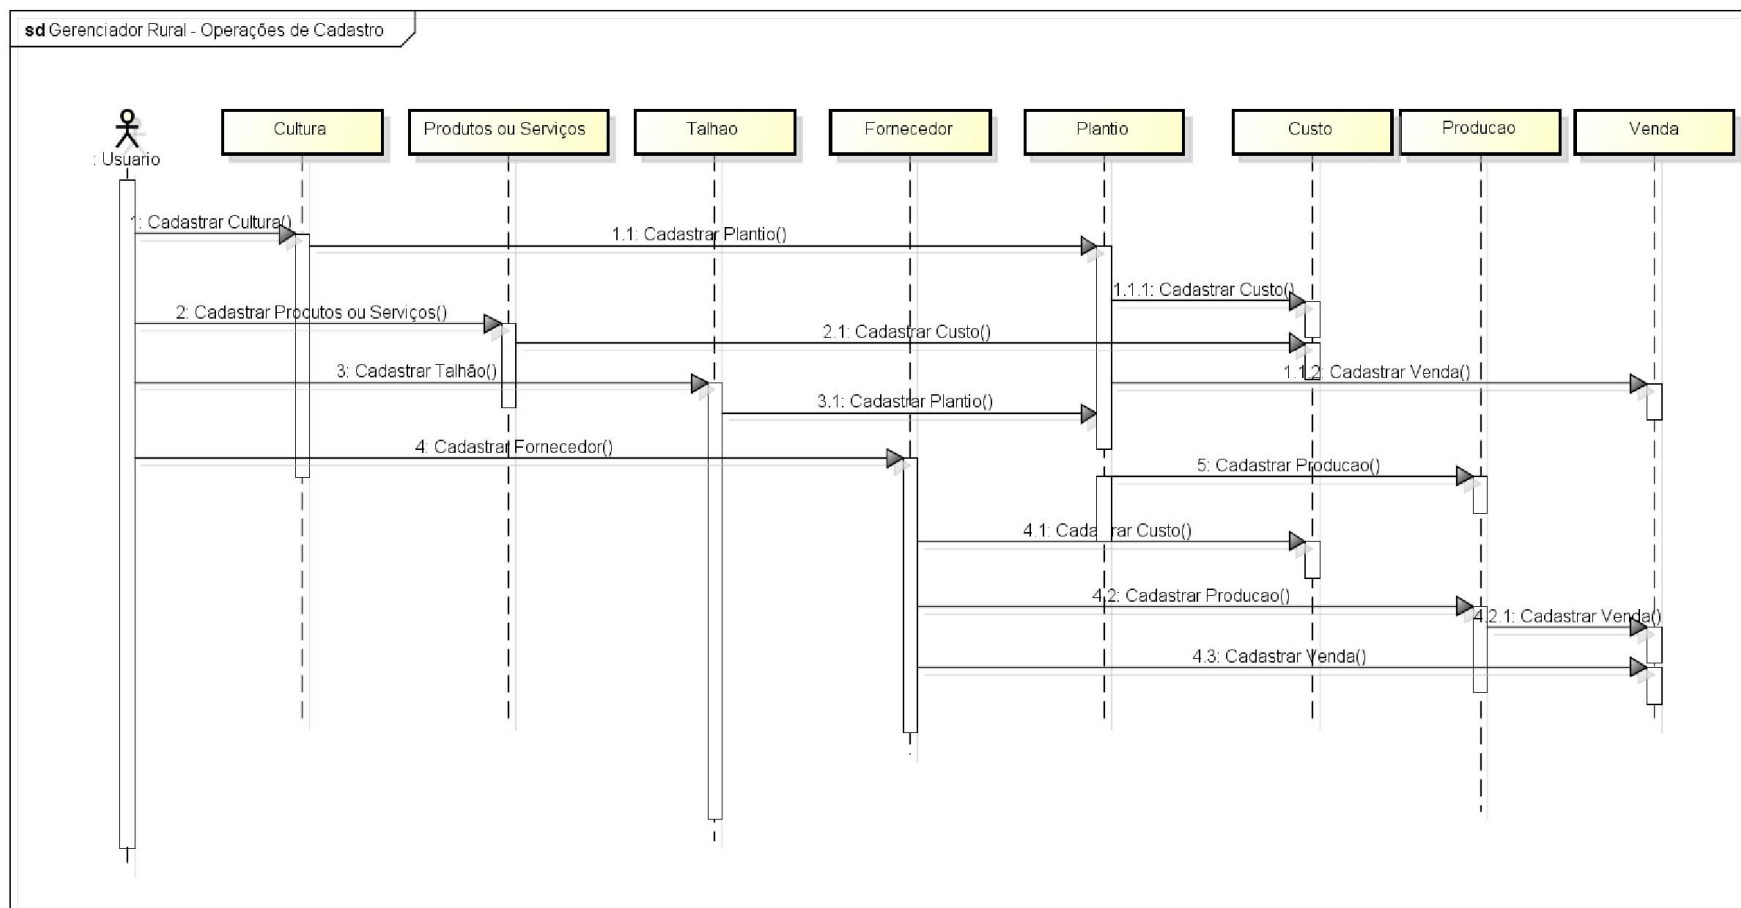 sd Gerenciador Rural - Operações de Cadastro
: Usuario
Cultura
Produtos ou Serviços
Talhao
Fornecedor
Plantio
Custo
Producao
Venda
1: Cadastrar Cultura()
1.1: Cadastrar Plantio()
1.1.1: Cadastrar Custo()
2: Cadastrar Produtos ou Serviços()
2.1: Cadastrar Custo()
3: Cadastrar Talhão()
1.1.2: Cadastrar Venda()
3.1: Cadastrar Plantio()
4: Cadastrar Fornecedor()
5: Cadastrar Producao()
4.1: Cadastrar Custo()
4.2: Cadastrar Producao()
4.2.1: Cadastrar Venda()
4.3: Cadastrar Venda()